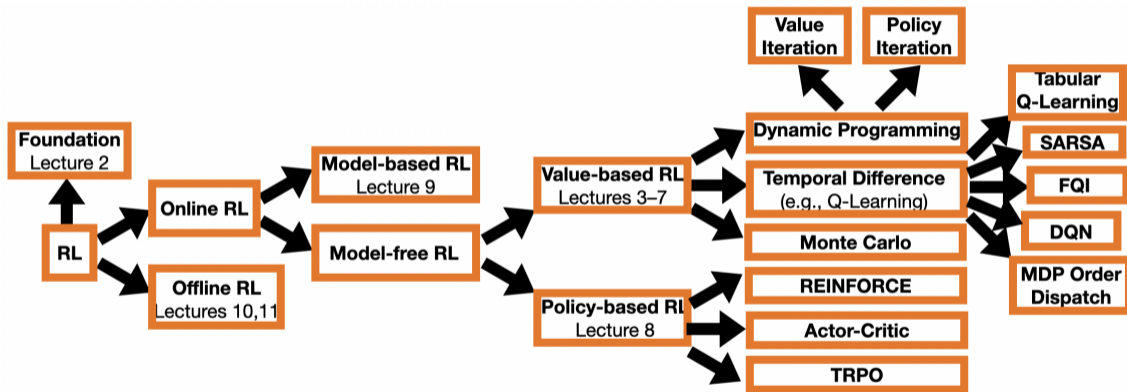 Value
Iteration
Policy
Iteration
Tabular
Q-Learning
Foundation
Lecture 2
Dynamic Programming
SARSA
Model-based RL
Lecture 9
Value-based RL
Lectures 3–7
Temporal Difference
(e.g., Q-Learning)
FQI
Online RL
DQN
RL
Model-free RL
Monte Carlo
MDP Order
Dispatch
Offline RL
Lectures 10,11
REINFORCE
Policy-based RL
Lecture 8
Actor-Critic
TRPO